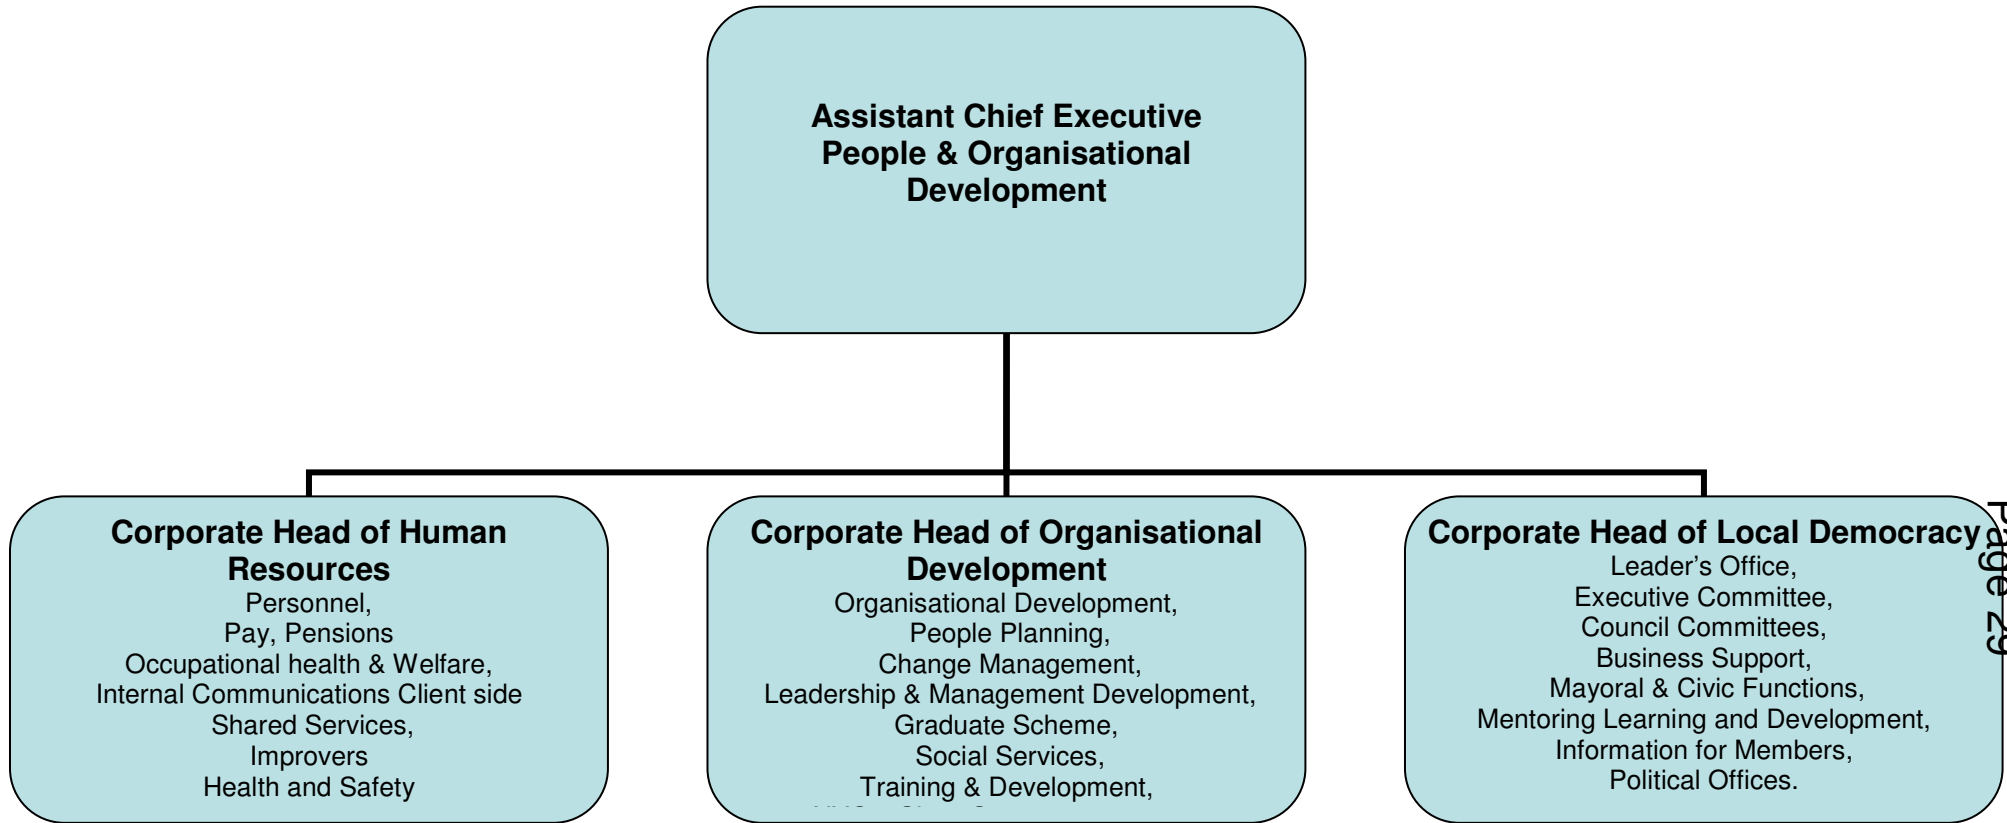 Assistant Chief Executive
People & Organisational
Development
Corporate Head of Human
Resources
Personnel,
Pay, Pensions
Occupational health & Welfare,
Internal Communications Client side
Shared Services,
Improvers
Health and Safety
Corporate Head of Organisational
Development
Organisational Development,
People Planning,
Change Management,
Leadership & Management Development,
Graduate Scheme,
Social Services,
Training & Development,
Corporate Head of Local Democracy
Leader’s Office,
Executive Committee,
Council Committees,
Business Support,
Mayoral & Civic Functions,
Mentoring Learning and Development,
Information for Members,
Political Offices.
Page 29